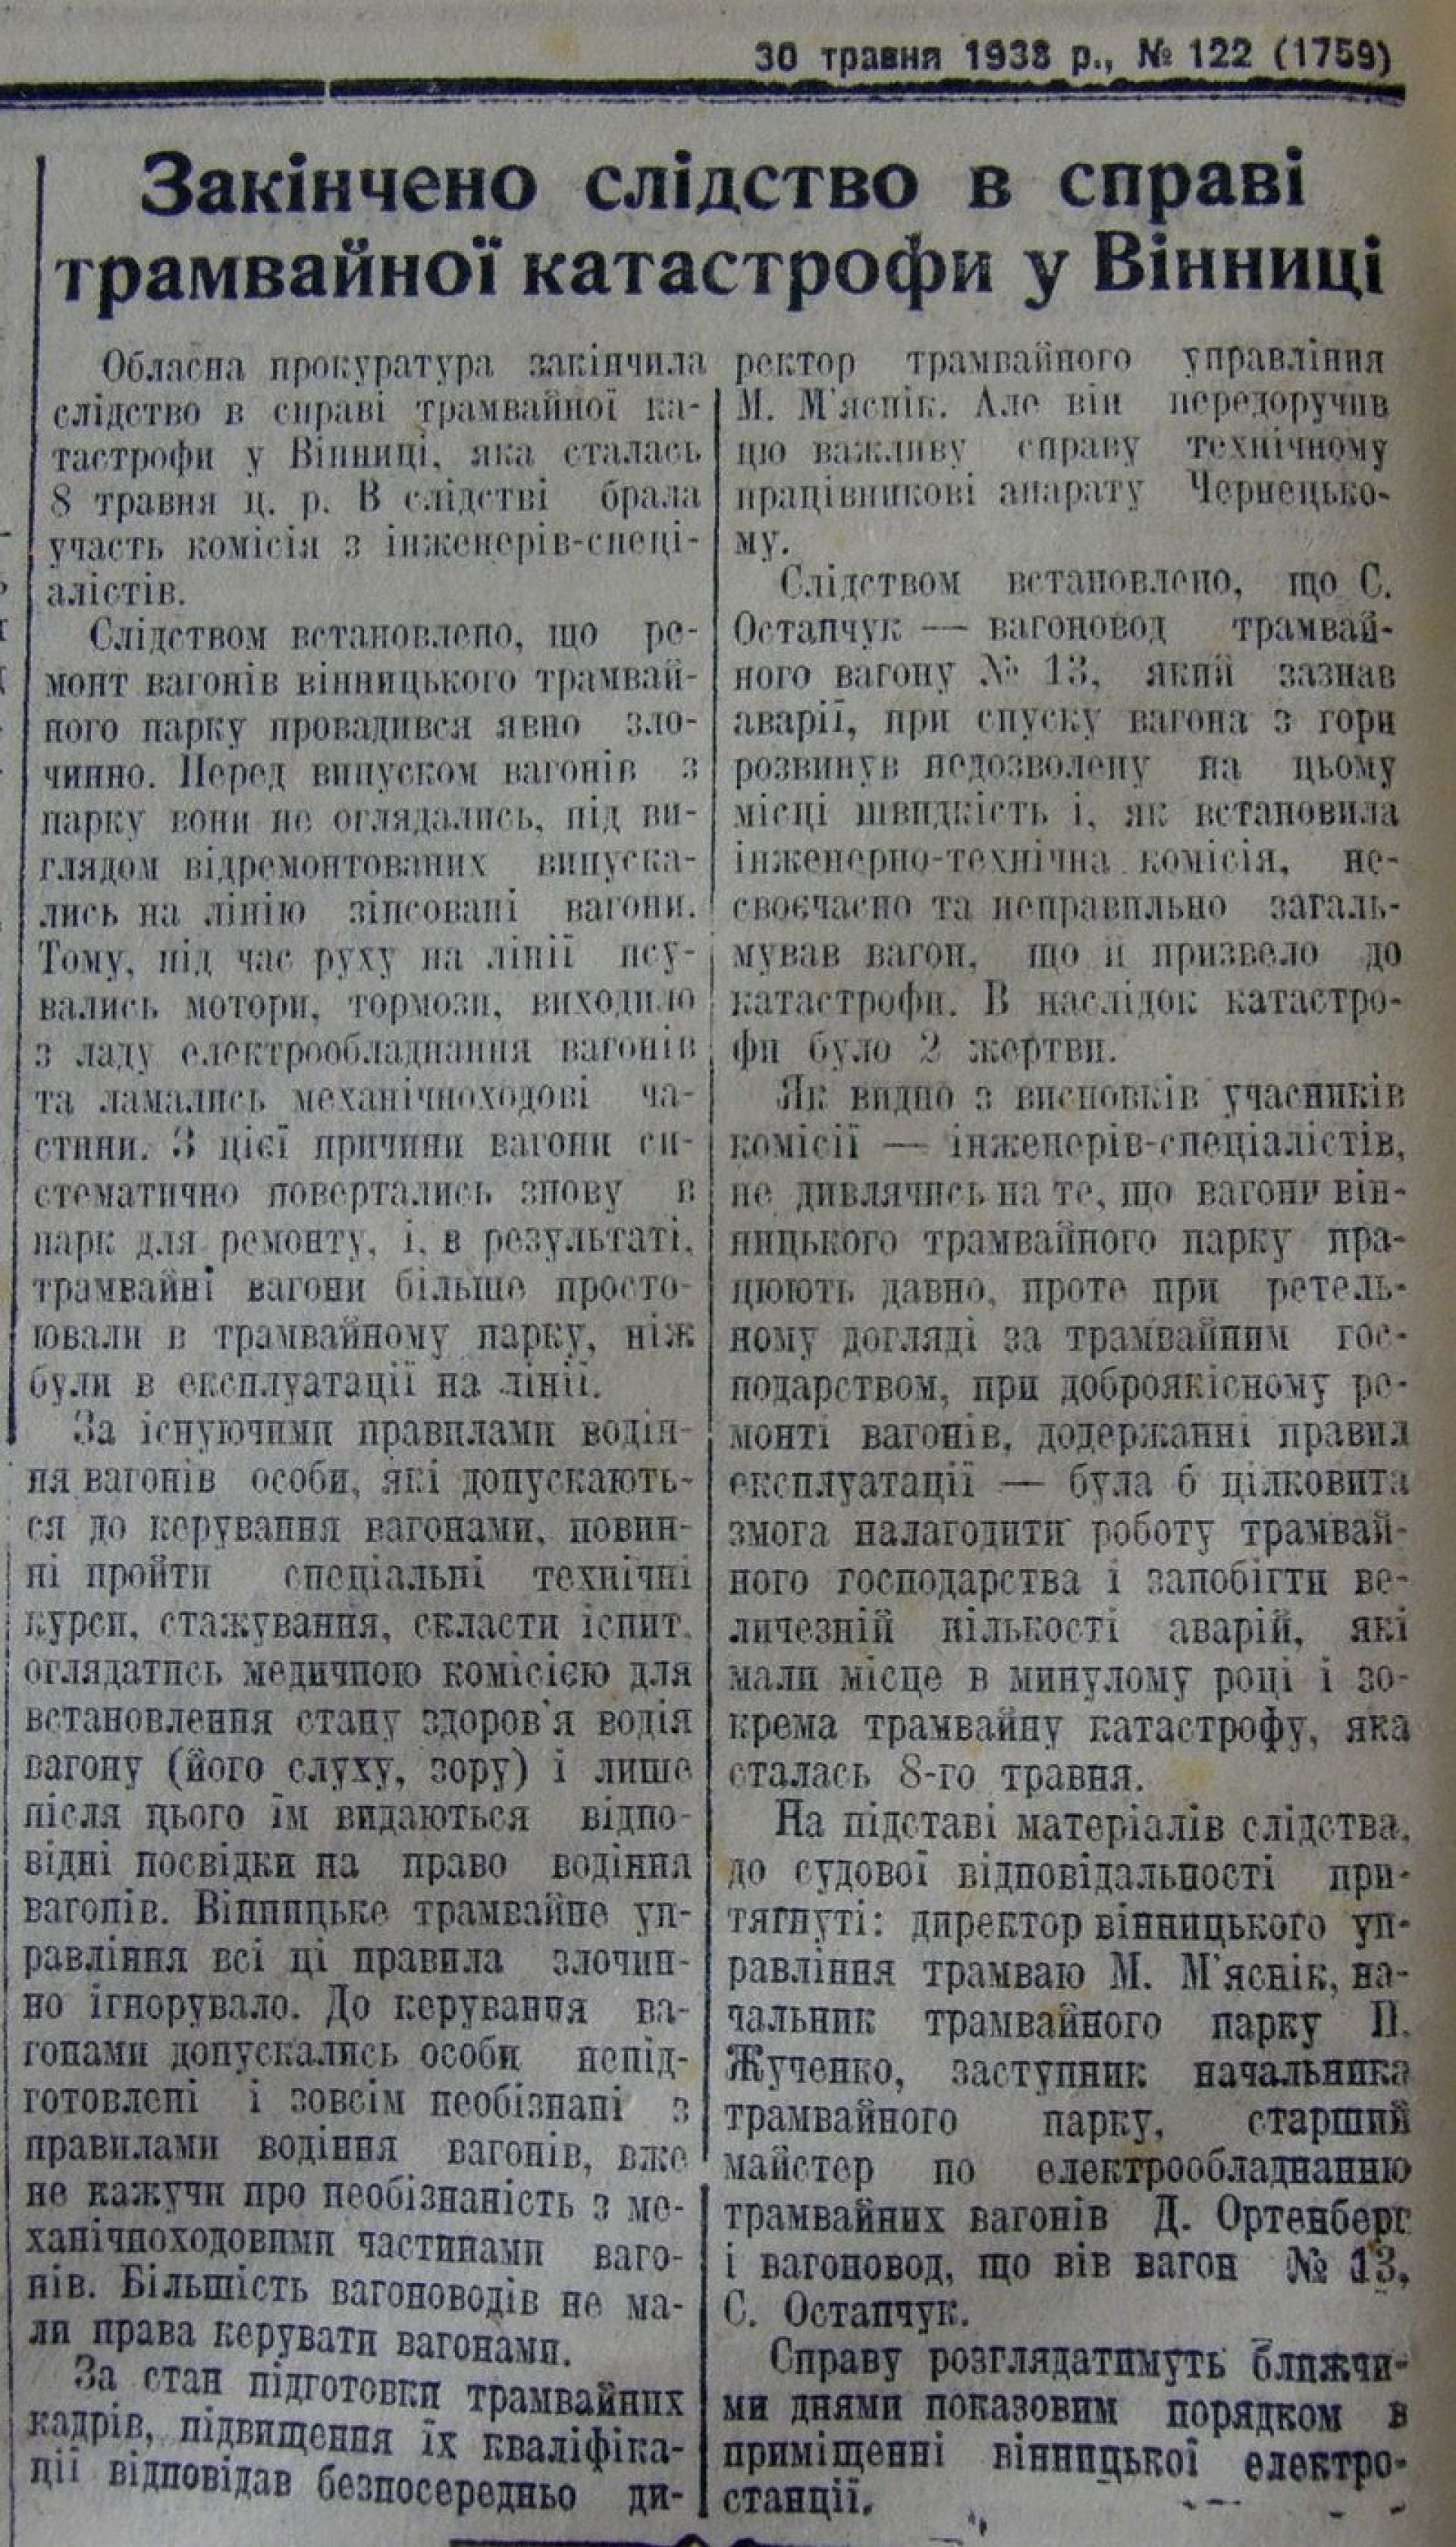 30 травня 1938 р., № 122 (1759)
Закінчено слідство в справі
трамвайної катастрофи у Вінниці
Обласна прокуратура закінчила
слідство в справі трамвайної ка-
тастрофи у Вінниці, яка сталась
8 травня ц. р. В слідстві брала
участь комісія з інженерів-спеці-
алістів.
Слідством встановлено, що ре-
монт вагонів вінницького трамвай-
ного парку провадився явно зло-
чинно. Перед випуском вагонів з
парку вони не оглядались, під ви-
глядом відремонтованих випуска-
лись на лінію зіпсовані вагони.
Тому, під час руху на лінії псу-
вались мотори, тормози, виходило
з ладу електрообладнання вагонів
та ламались механічноходові ча-
стини. З цієї причини вагони си-
стематично повертались знову в
парк для ремонту, і, в результаті,
трамвайні вагони більше просто-
ювали в трамвайному парку, ніж
були в експлуатації на лінії.
За існуючими правилами водін-
ня вагонів особи, які допускають-
ся до керування вагонами, повин-
ні пройти спеціальні технічні
курси, стажування, скласти іспит,
оглядатись медичною комісією для
встановлення стану здоров'я водія
вагону (його слуху, зору) і лише
після цього їм видаються відпо-
відні посвідки на право водіння
вагонів. Вінницьке трамвайне уп-
равління всі ці правила злочин-
но ігнорувало. До керування ва-
гонами допускались особи непід-
готовлені і зовсім необізнані з
правилами водіння вагонів, вже
не кажучи про необізнаність з ме-
ханічноходовими частинами ваго-
нів. Більшість вагоноводів не ма-
ли права керувати вагонами.
За стан підготовки трамвайних
кадрів, підвищення їх кваліфіка-
ції відповідав безпосередньо ди-
ректор трамвайного управління
М. М'яснік. Але він передоручив
цю важливу справу технічному
працівникові апарату Чернецько-
му.
Слідством встановлено, що С.
Остапчук — вагоновод трамвай-
ного вагону № 13, який зазнав
аварії, при спуску вагона з гори
розвинув недозволену на цьому
місці швидкість і, як встановила
інженерно-технічна комісія, не-
своєчасно та неправильно загаль-
мував вагон, що й призвело до
катастрофи. В наслідок катастро-
фи було 2 жертви.
Як видно з висновків учасників
комісії — інженерів-спеціалістів,
не дивлячись на те, що вагони він-
ницького трамвайного парку пра-
цюють давно, проте при ретель-
ному догляді за трамвайним гос-
подарством, при доброякісному ре-
монті вагонів, додержанні правил
експлуатації — була б цілковита
змога налагодити роботу трамвай-
ного господарства і запобігти ве-
личезній кількості аварій, які
мали місце в минулому році і зо-
крема трамвайну катастрофу, яка
сталась 8-го травня.
На підставі матеріалів слідства,
до судової відповідальності при-
тягнуті: директор вінницького уп-
равління трамваю М. М'яснік, на-
чальник трамвайного парку П.
Жученко, заступник начальника
трамвайного парку, старший
майстер по електрообладнанню
трамвайних вагонів Д. Ортенберг
і вагоновод, що вів вагон № 13,
С. Остапчук.
Справу розглядатимуть ближчи-
ми днями показовим порядком в
приміщенні вінницької електро-
станції.